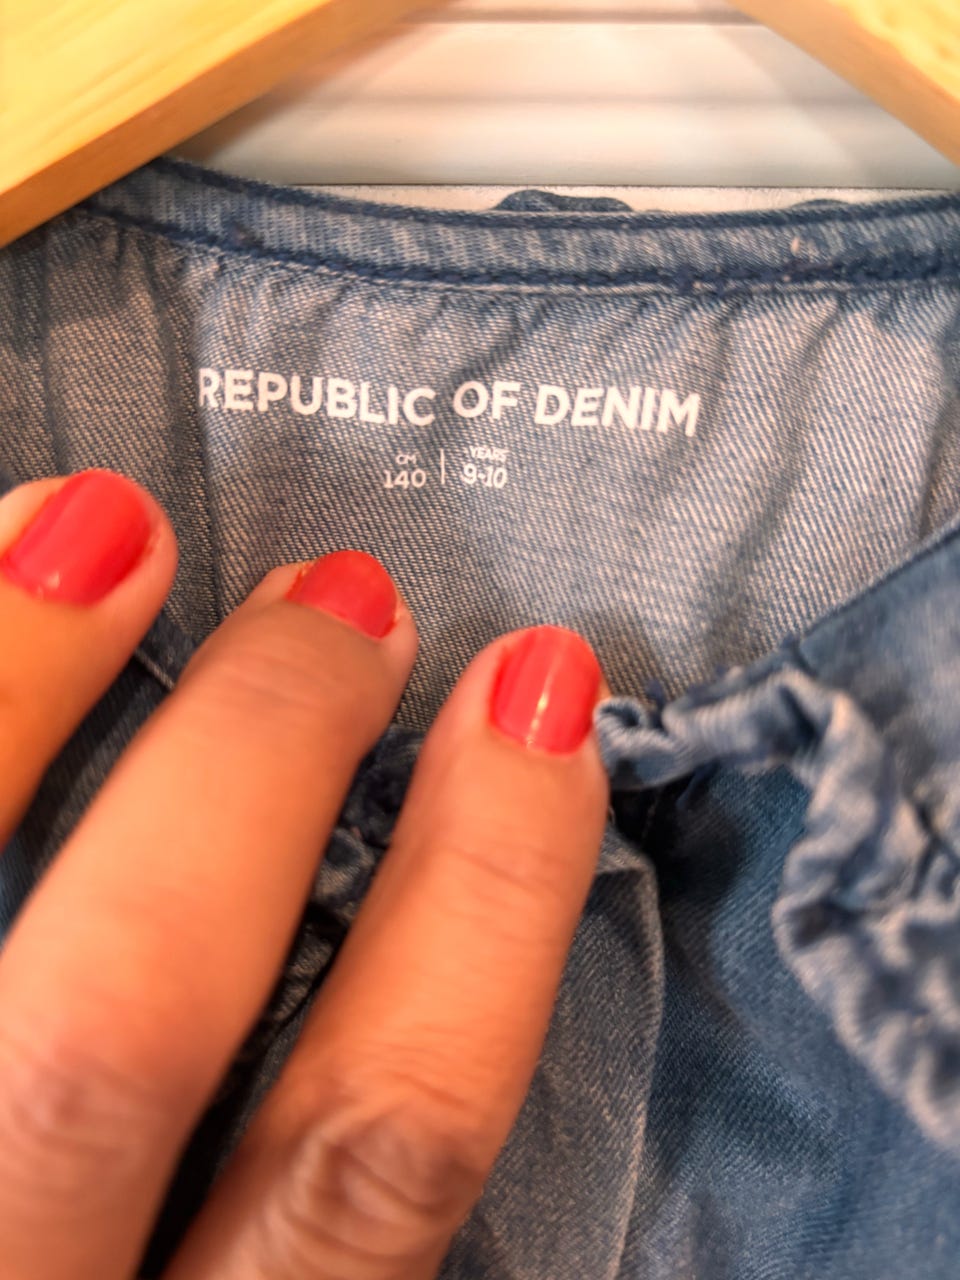 REPUBLIC OF DENIM
CM YEARS
140 | 9-10